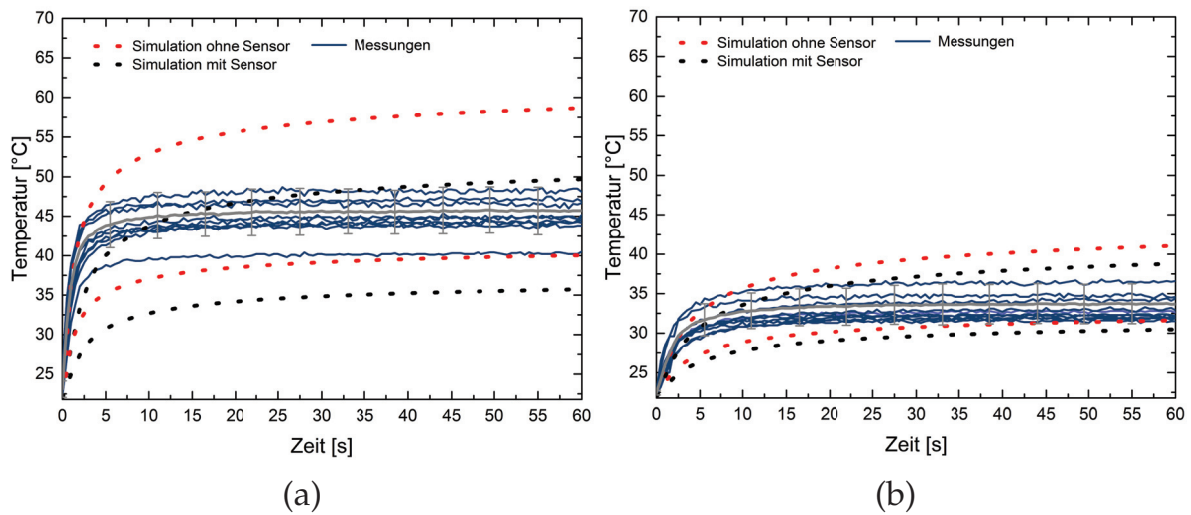 70
65
60
55
50
45
40
35
30
25
Temperatur [°C]
Simulation ohne Sensor
Messungen
Simulation mit Sensor
0 5 10 15 20 25 30 35 40 45 50 55 60
Zeit [s]
(a)
70
65
60
55
50
45
40
35
30
25
Temperatur [°C]
Simulation ohne Sensor
Messungen
Simulation mit Sensor
0 5 10 15 20 25 30 35 40 45 50 55 60
Zeit [s]
(b)